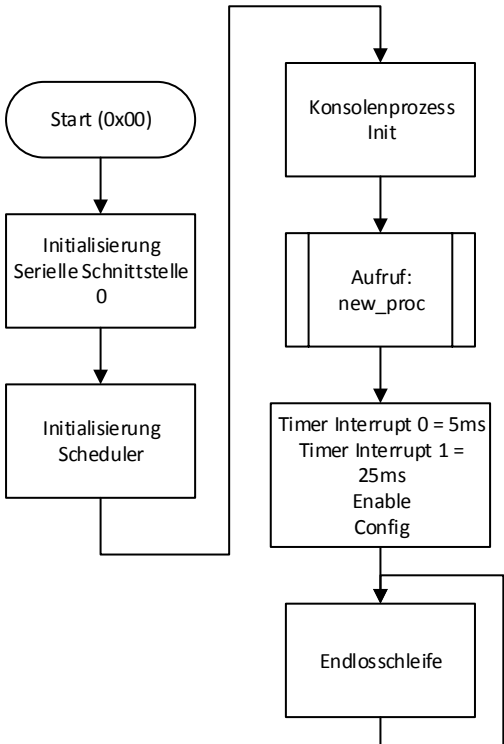 Start (0x00)
Initialisierung
Serielle Schnittstelle
0
Initialisierung
Scheduler
Konsolenprozess
Init
Aufruf:
new_proc
Timer Interrupt 0 = 5ms
Timer Interrupt 1 =
25ms
Enable
Config
Endlosschleife